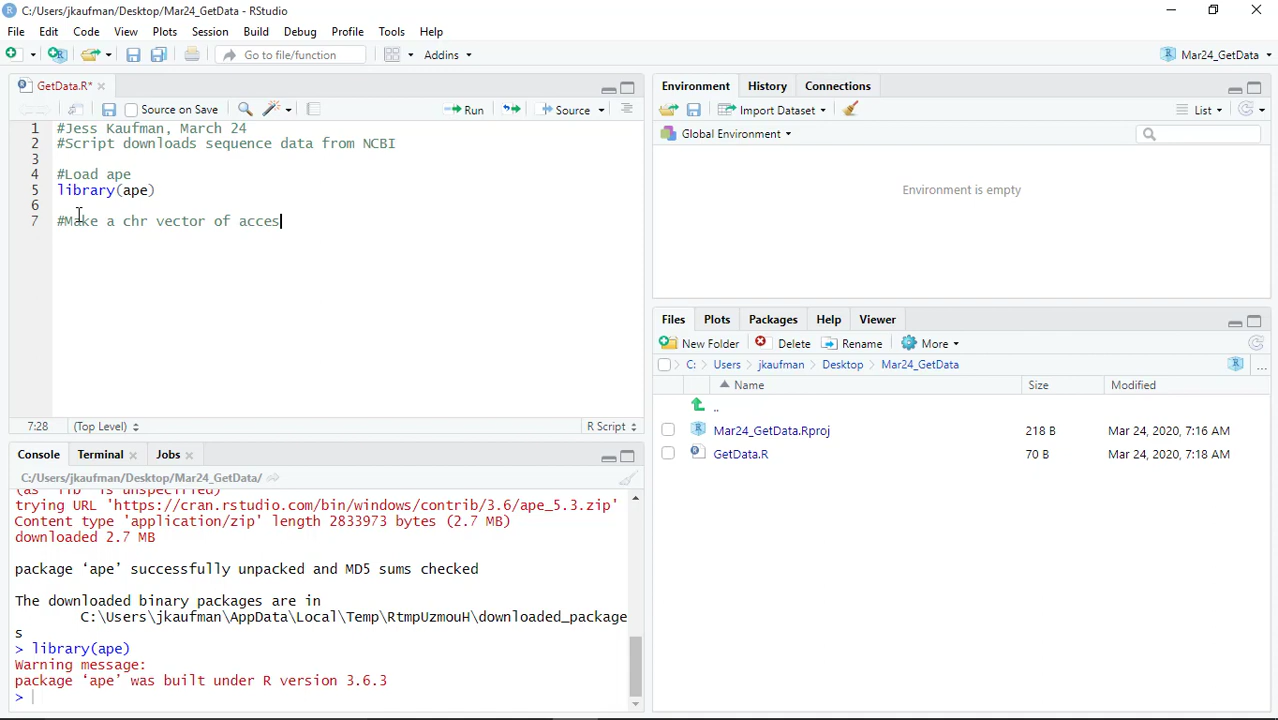 C:/Users/jkaufman/Desktop/Mar24_GetData - RStudio
File Edit Code View Plots Session Build Debug Profile Tools Help
Go to file/function Addins Mar24_GetData
GetData.R*
Source on Save Run Source
1 #Jess Kaufman, March 24
2 #Script downloads sequence data from NCBI
3
4 #Load ape
5 library(ape)
6
7 #Make a chr vector of acces
7:28 (Top Level) R Script
Console Terminal Jobs
C:/Users/jkaufman/Desktop/Mar24_GetData/
(as ‘lib’ is unspecified)
trying URL 'https://cran.rstudio.com/bin/windows/contrib/3.6/ape_5.3.zip'
Content type 'application/zip' length 2833973 bytes (2.7 MB)
downloaded 2.7 MB
package ‘ape’ successfully unpacked and MD5 sums checked
The downloaded binary packages are in
C:\Users\jkaufman\AppData\Local\Temp\RtmpUzmouH\downloaded_package
s
> library(ape)
Warning message:
package ‘ape’ was built under R version 3.6.3
>
Environment History Connections
Import Dataset List
Global Environment
Environment is empty
Files Plots Packages Help Viewer
New Folder Delete Rename More
C: Users jkaufman Desktop Mar24_GetData ...
Name Size Modified
..
Mar24_GetData.Rproj 218 B Mar 24, 2020, 7:16 AM
GetData.R 70 B Mar 24, 2020, 7:18 AM